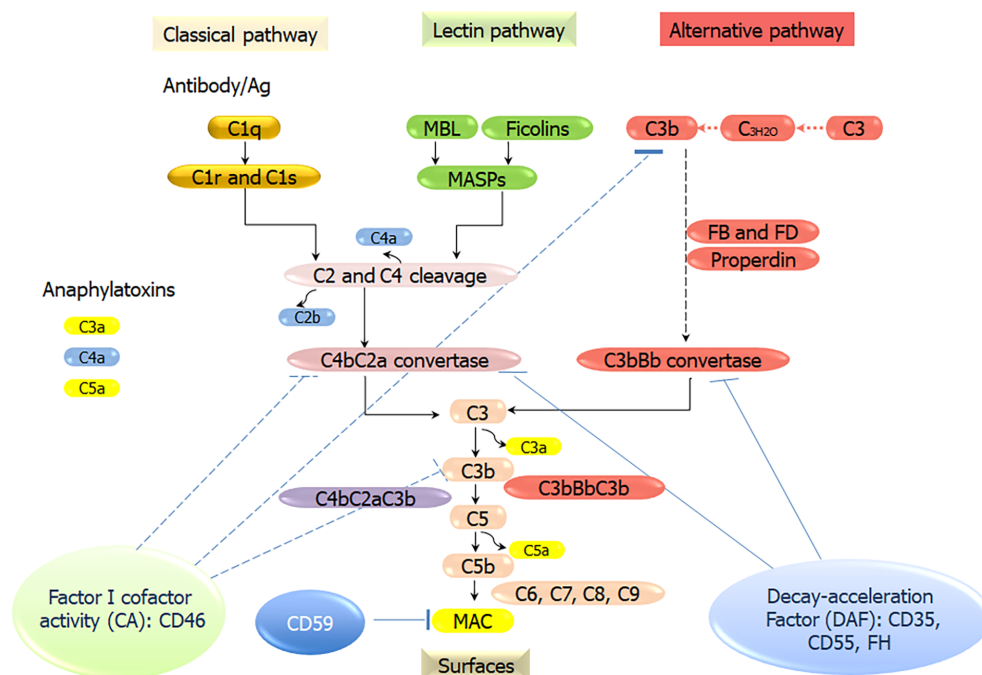 Classical pathway
Lectin pathway
Alternative pathway
Antibody/Ag
C1q
MBL
Ficolins
C3b
C3H2O
C3
C1r and C1s
MASPs
FB and FD
Properdin
C4a
C2 and C4 cleavage
C2b
Anaphylatoxins
C3a
C4a
C5a
C4bC2a convertase
C3bBb convertase
C3
C3a
C3b
C4bC2aC3b
C3bBbC3b
C5
C5a
C5b
C6, C7, C8, C9
MAC
Factor I cofactor
activity (CA): CD46
CD59
Decay-acceleration
Factor (DAF): CD35,
CD55, FH
Surfaces